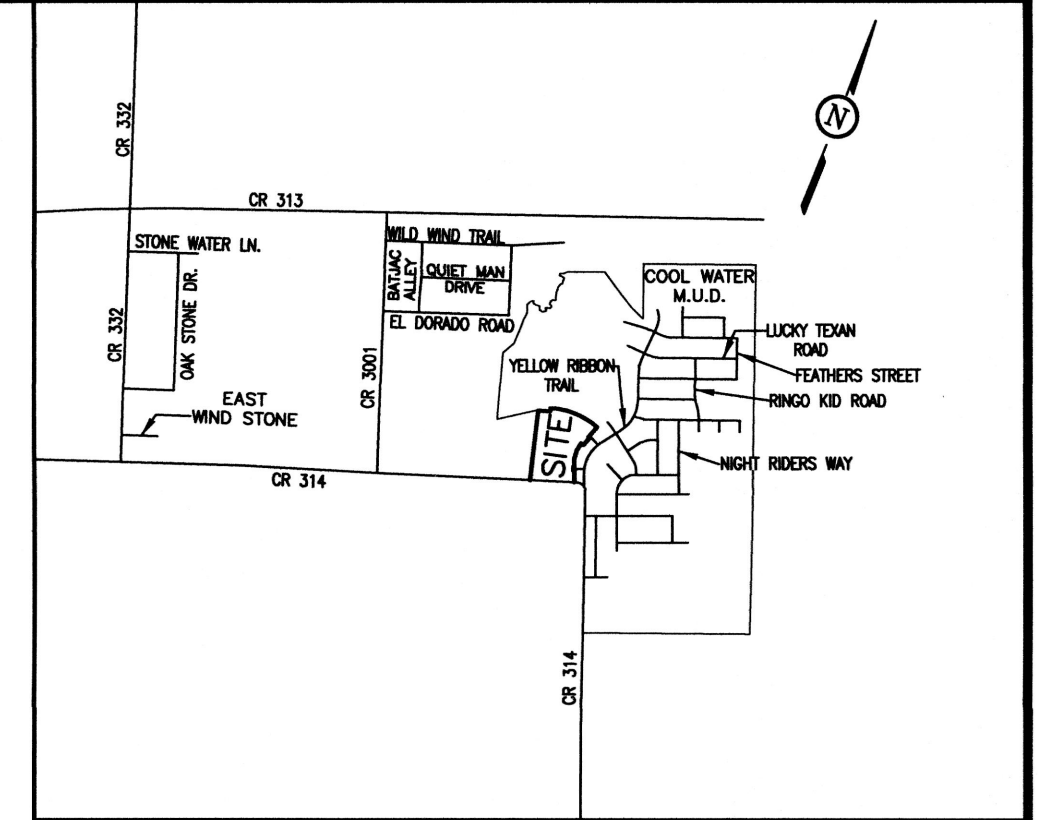 CR 332
N
CR 313
STONE WATER LN.
OAK STONE DR.
CR 332
EAST
WIND STONE
WILD WIND TRAIL
BATJAC
ALLEY
QUIET MAN
DRIVE
EL DORADO ROAD
CR 3001
COOL WATER
M.U.D.
LUCKY TEXAN
ROAD
FEATHERS STREET
RINGO KID ROAD
YELLOW RIBBON
TRAIL
SITE
NIGHT RIDERS WAY
CR 314
CR 314